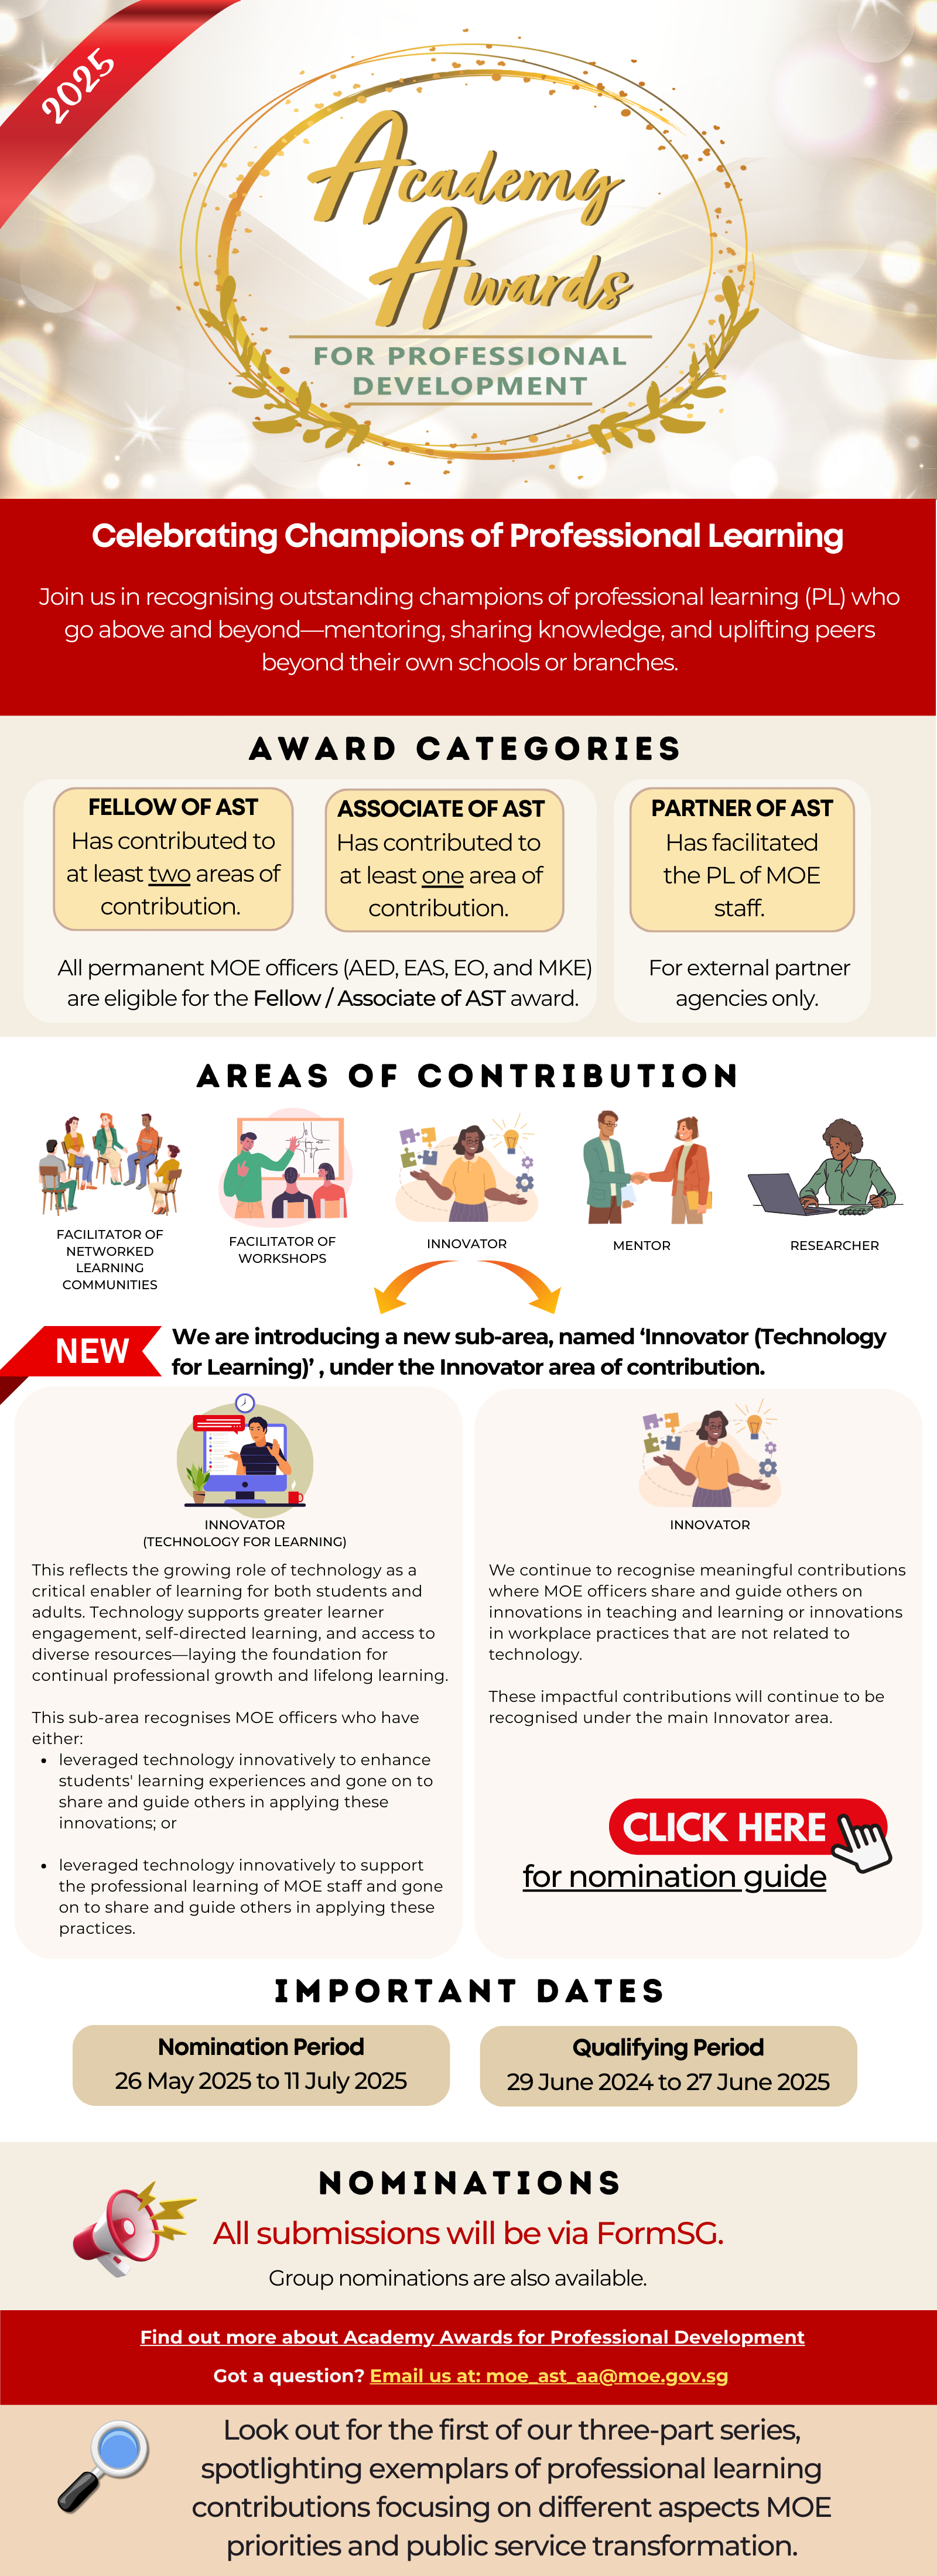 2025
Academy
Awards
FOR PROFESSIONAL
DEVELOPMENT
Celebrating Champions of Professional Learning
Join us in recognising outstanding champions of professional learning (PL) who
go above and beyond—mentoring, sharing knowledge, and uplifting peers
beyond their own schools or branches.
AWARD CATEGORIES
FELLOW OF AST
Has contributed to
at least two areas of
contribution.
ASSOCIATE OF AST
Has contributed to
at least one area of
contribution.
All permanent MOE officers (AED, EAS, EO, and MKE)
are eligible for the Fellow / Associate of AST award.
PARTNER OF AST
Has facilitated
the PL of MOE
staff.
For external partner
agencies only.
AREAS OF CONTRIBUTION
FACILITATOR OF
NETWORKED
LEARNING
COMMUNITIES
FACILITATOR OF
WORKSHOPS
INNOVATOR
MENTOR
RESEARCHER
NEW
We are introducing a new sub-area, named ‘Innovator (Technology
for Learning)’ , under the Innovator area of contribution.
INNOVATOR
(TECHNOLOGY FOR LEARNING)
This reflects the growing role of technology as a
critical enabler of learning for both students and
adults. Technology supports greater learner
engagement, self-directed learning, and access to
diverse resources—laying the foundation for
continual professional growth and lifelong learning.
This sub-area recognises MOE officers who have
either:
• leveraged technology innovatively to enhance
students' learning experiences and gone on to
share and guide others in applying these
innovations; or
• leveraged technology innovatively to support
the professional learning of MOE staff and gone
on to share and guide others in applying these
practices.
INNOVATOR
We continue to recognise meaningful contributions
where MOE officers share and guide others on
innovations in teaching and learning or innovations
in workplace practices that are not related to
technology.
These impactful contributions will continue to be
recognised under the main Innovator area.
CLICK HERE
for nomination guide
IMPORTANT DATES
Nomination Period
26 May 2025 to 11 July 2025
Qualifying Period
29 June 2024 to 27 June 2025
NOMINATIONS
All submissions will be via FormSG.
Group nominations are also available.
Find out more about Academy Awards for Professional Development
Got a question? Email us at: moe_ast_aa@moe.gov.sg
Look out for the first of our three-part series,
spotlighting exemplars of professional learning
contributions focusing on different aspects MOE
priorities and public service transformation.